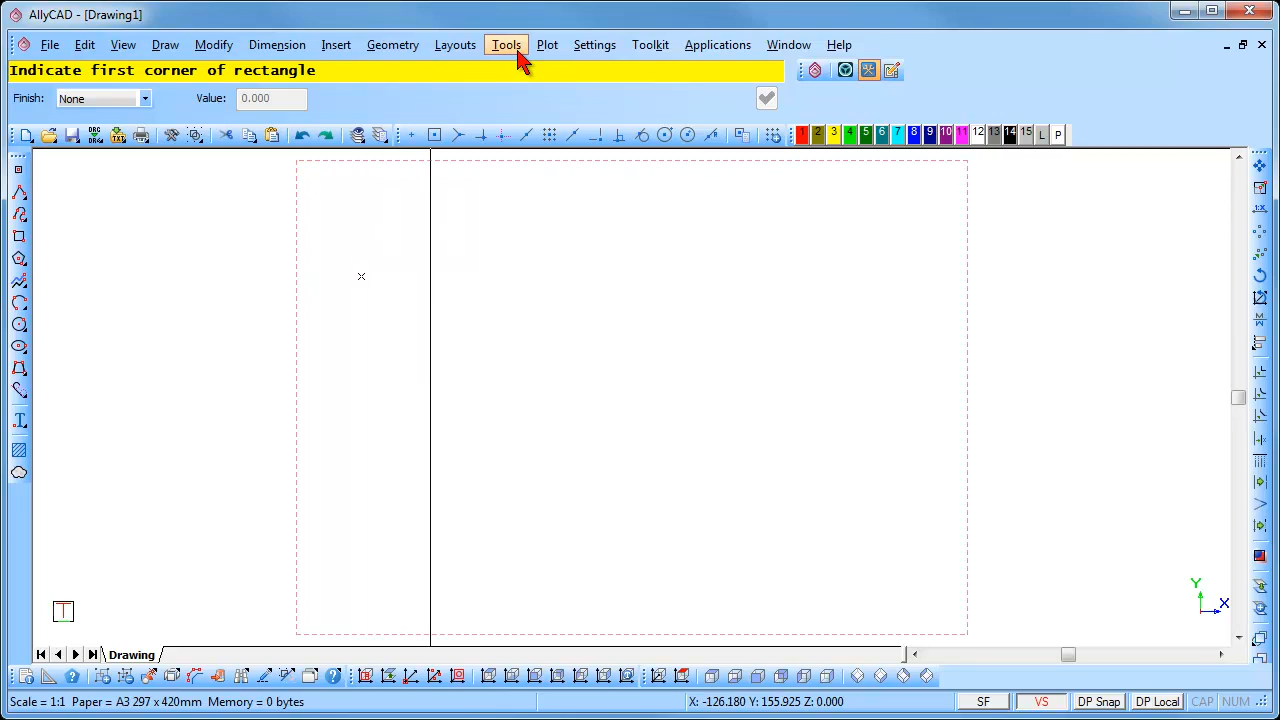 AllyCAD - [Drawing1]
File Edit View Draw Modify Dimension Insert Geometry Layouts Tools Plot Settings Toolkit Applications Window Help
Indicate first corner of rectangle
Finish: None Value: 0.000
1 2 3 4 5 6 7 8 9 10 11 12 13 14 15 L P
Y
X
Drawing
Scale = 1:1 Paper = A3 297 x 420mm Memory = 0 bytes X: -126.180 Y: 155.925 Z: 0.000 SF VS DP Snap DP Local CAP NUM